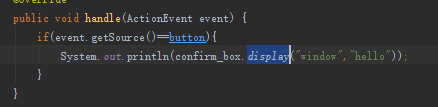 @Override
public void handle(ActionEvent event) {
if(event.getSource()==button){
System.out.println(confirm_box.display("window","hello"));
}
}